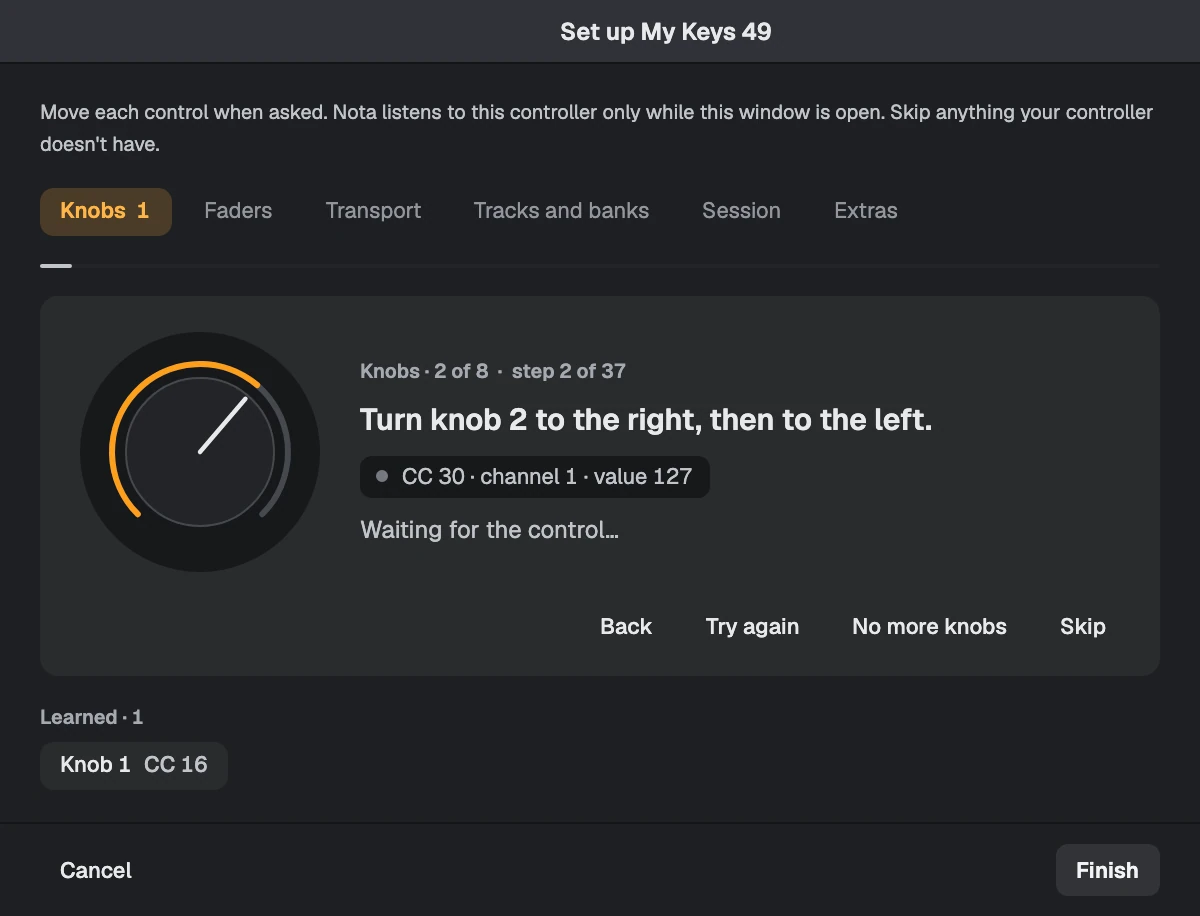 Set up My Keys 49
Move each control when asked. Nota listens to this controller only while this window is open. Skip anything your controller
doesn't have.
Knobs 1 Faders Transport Tracks and banks Session Extras
Knobs · 2 of 8 · step 2 of 37
Turn knob 2 to the right, then to the left.
CC 30 · channel 1 · value 127
Waiting for the control…
Back Try again No more knobs Skip
Learned · 1
Knob 1 CC 16
Cancel Finish